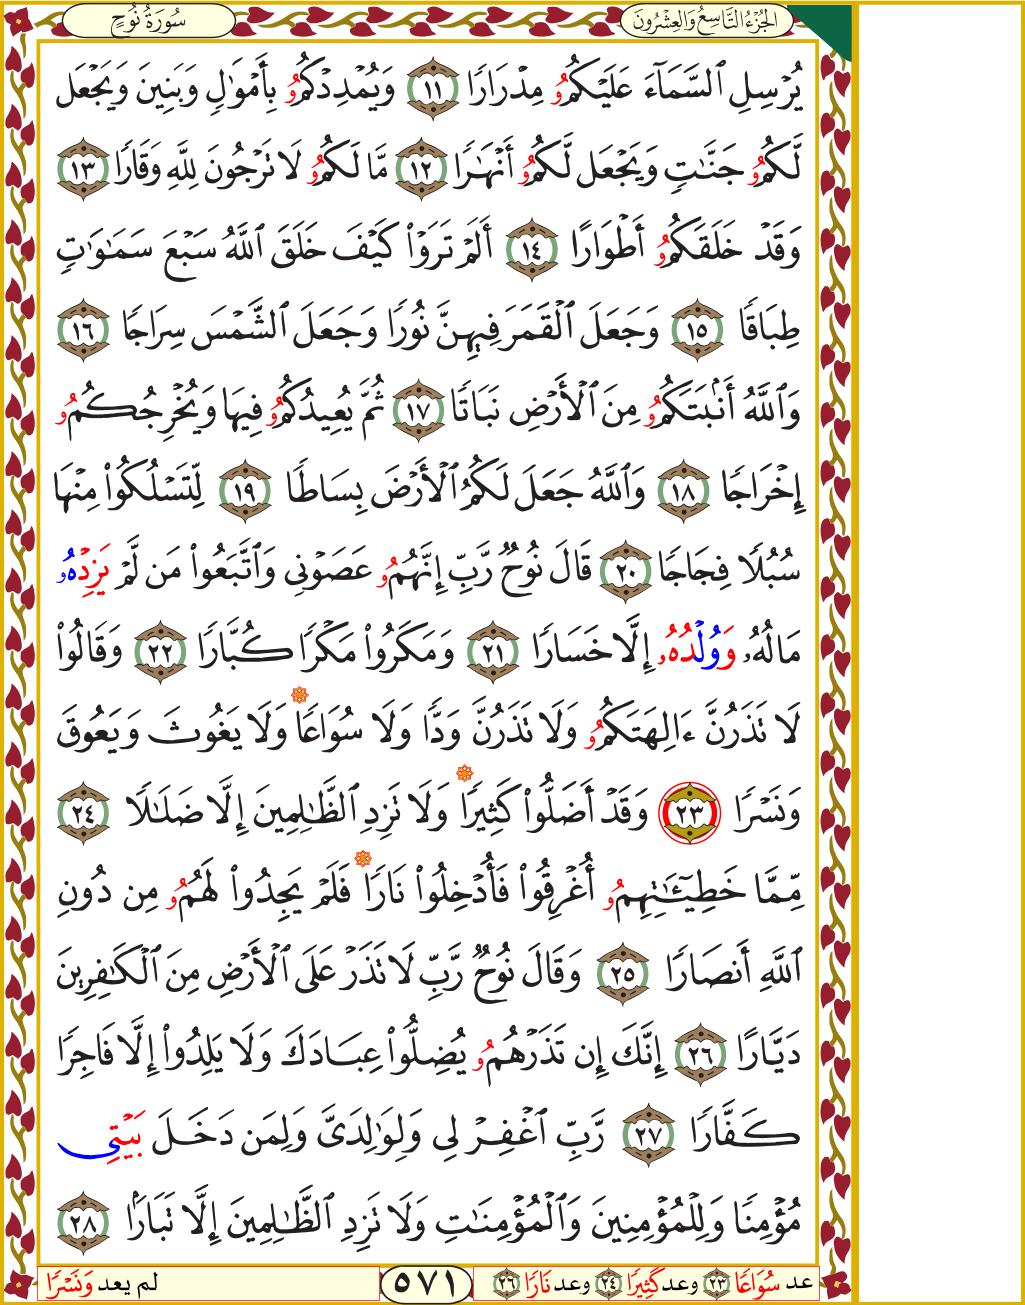 الجُزْءُ التَّاسِعُ وَالعِشْرُونَ
سُورَةُ نُوحٍ
يُرْسِلِ ٱلسَّمَآءَ عَلَيْكُمُۥ مِدْرَارٗا ١١ وَيُمْدِدْكُمُۥ بِأَمْوَٰلٖ وَبَنِينَ وَيَجْعَل
لَّكُمُۥ جَنَّٰتٖ وَيَجْعَل لَّكُمُۥ أَنْهَٰرٗا ١٢ مَّا لَكُمُۥ لَا تَرْجُونَ لِلَّهِ وَقَارٗا ١٣
وَقَدْ خَلَقَكُمُۥ أَطْوَارًا ١٤ أَلَمْ تَرَوْاْ كَيْفَ خَلَقَ ٱللَّهُ سَبْعَ سَمَٰوَٰتٖ
طِبَاقٗا ١٥ وَجَعَلَ ٱلْقَمَرَ فِيهِنَّ نُورٗا وَجَعَلَ ٱلشَّمْسَ سِرَاجٗا ١٦
وَٱللَّهُ أَنۢبَتَكُمُۥ مِنَ ٱلْأَرْضِ نَبَاتٗا ١٧ ثُمَّ يُعِيدُكُمُۥ فِيهَا وَيُخْرِجُكُمُۥ
إِخْرَاجٗا ١٨ وَٱللَّهُ جَعَلَ لَكُمُ ٱلْأَرْضَ بِسَاطٗا ١٩ لِّتَسْلُكُواْ مِنْهَا
سُبُلٗا فِجَاجٗا ٢٠ قَالَ نُوحٞ رَّبِّ إِنَّهُمُۥ عَصَوْنِي وَٱتَّبَعُواْ مَن لَّمْ يَزِدْهُۥ
مَالُهُۥ وَوُلْدُهُۥ إِلَّا خَسَارٗا ٢١ وَمَكَرُواْ مَكْرٗا كُبَّارٗا ٢٢ وَقَالُواْ
لَا تَذَرُنَّ ءَالِهَتَكُمُۥ وَلَا تَذَرُنَّ وَدّٗا وَلَا سُوَاعٗا وَلَا يَغُوثَ وَيَعُوقَ
وَنَسْرٗا ٢٣ وَقَدْ أَضَلُّواْ كَثِيرٗا وَلَا تَزِدِ ٱلظَّٰلِمِينَ إِلَّا ضَلَٰلٗا ٢٤
مِّمَّا خَطِيٓـَٰٔتِهِمُۥ أُغْرِقُواْ فَأُدْخِلُواْ نَارٗا فَلَمْ يَجِدُواْ لَهُمُۥ مِن دُونِ
ٱللَّهِ أَنصَارٗا ٢٥ وَقَالَ نُوحٞ رَّبِّ لَا تَذَرْ عَلَى ٱلْأَرْضِ مِنَ ٱلْكَٰفِرِينَ
دَيَّارًا ٢٦ إِنَّكَ إِن تَذَرْهُمُۥ يُضِلُّواْ عِبَادَكَ وَلَا يَلِدُواْ إِلَّا فَاجِرٗا
كَفَّارٗا ٢٧ رَّبِّ ٱغْفِرْ لِي وَلِوَٰلِدَيَّ وَلِمَن دَخَلَ بَيْتِي
مُؤْمِنٗا وَلِلْمُؤْمِنِينَ وَٱلْمُؤْمِنَٰتِ وَلَا تَزِدِ ٱلظَّٰلِمِينَ إِلَّا تَبَارَۢا ٢٨
عد سُوَاعٗا ٢٣ وعد كَثِيرٗا ٢٤ وعد نَارٗا ٢٦
٥٧١
لم يعد وَنَسْرٗا